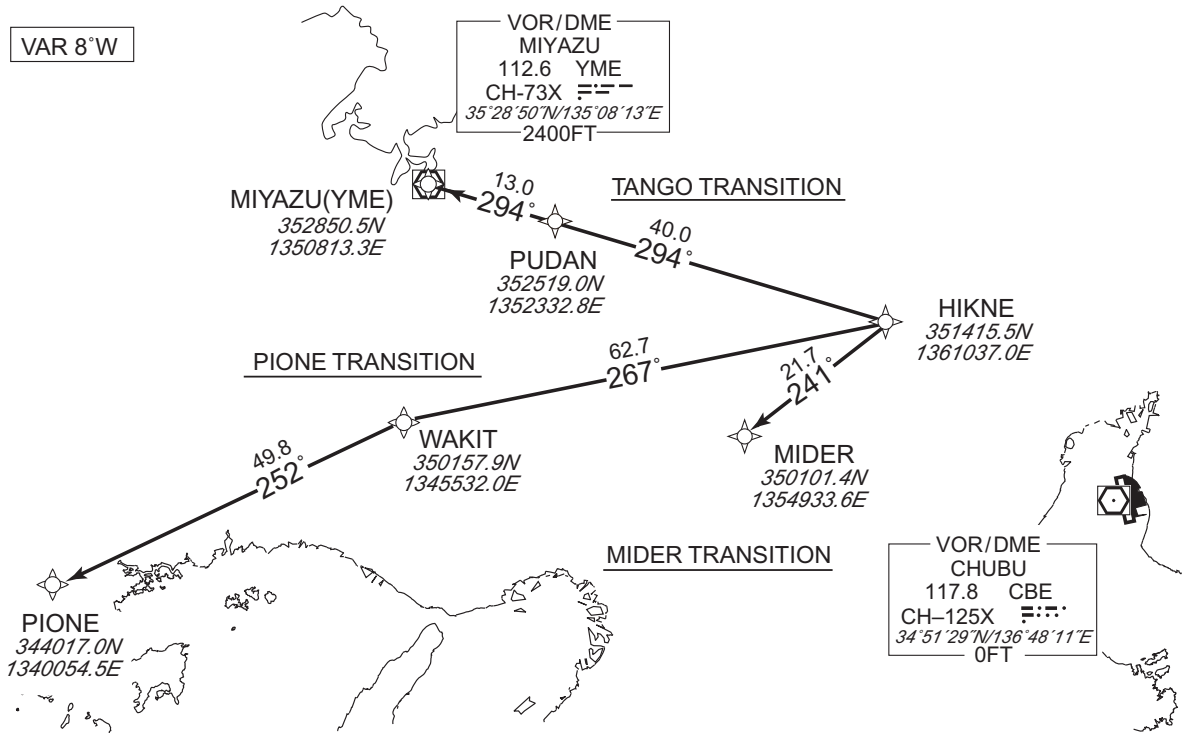 VAR 8°W
VOR/DME
MIYAZU
112.6 YME
CH-73X
35°28´50˝N/135°08´13˝E
2400FT
MIYAZU(YME)
352850.5N
1350813.3E
13.0
294°
TANGO TRANSITION
40.0
294°
PUDAN
352519.0N
1352332.8E
HIKNE
351415.5N
1361037.0E
PIONE TRANSITION
62.7
267°
21.7
241°
WAKIT
350157.9N
1345532.0E
MIDER
350101.4N
1354933.6E
49.8
252°
MIDER TRANSITION
VOR/DME
CHUBU
117.8 CBE
CH–125X
34°51´29˝N/136°48´11˝E
0FT
PIONE
344017.0N
1340054.5E